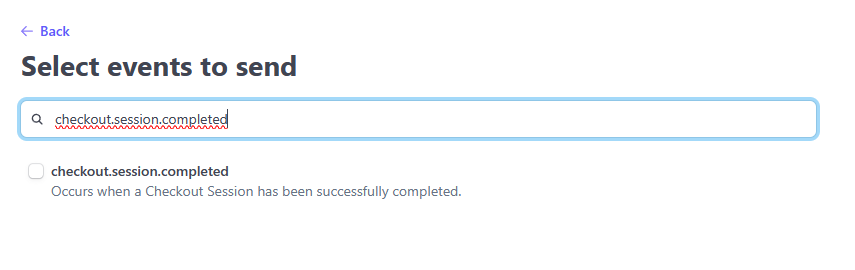 Back
Select events to send
checkout.session.completed
checkout.session.completed
Occurs when a Checkout Session has been successfully completed.